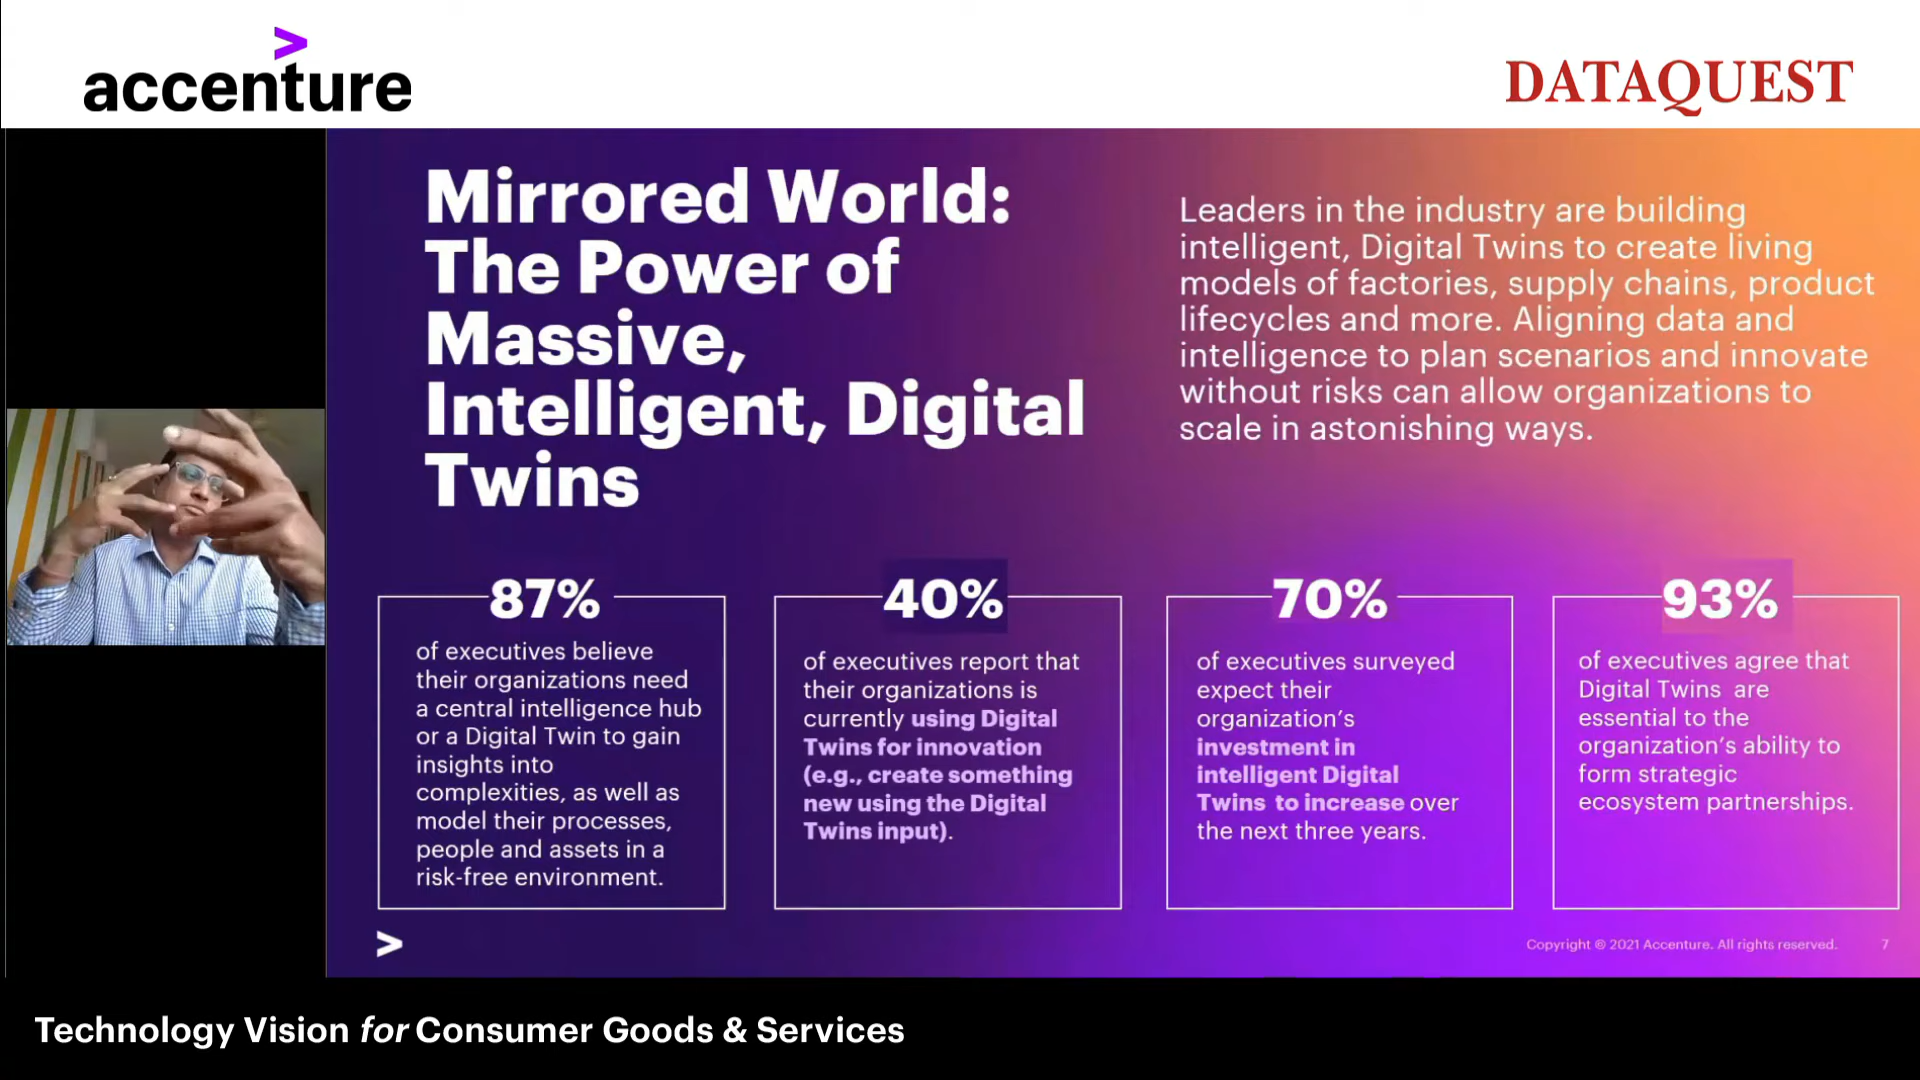 accenture
DATAQUEST
Mirrored World:
The Power of
Massive,
Intelligent, Digital
Twins
Leaders in the industry are building
intelligent, Digital Twins to create living
models of factories, supply chains, product
lifecycles and more. Aligning data and
intelligence to plan scenarios and innovate
without risks can allow organizations to
scale in astonishing ways.
87%
of executives believe
their organizations need
a central intelligence hub
or a Digital Twin to gain
insights into
complexities, as well as
model their processes,
people and assets in a
risk-free environment.
40%
of executives report that
their organizations is
currently using Digital
Twins for innovation
(e.g., create something
new using the Digital
Twins input).
70%
of executives surveyed
expect their
organization's
investment in
intelligent Digital
Twins to increase over
the next three years.
93%
of executives agree that
Digital Twins are
essential to the
organization's ability to
form strategic
ecosystem partnerships.
Copyright © 2021 Accenture. All rights reserved. 7
Technology Vision for Consumer Goods & Services